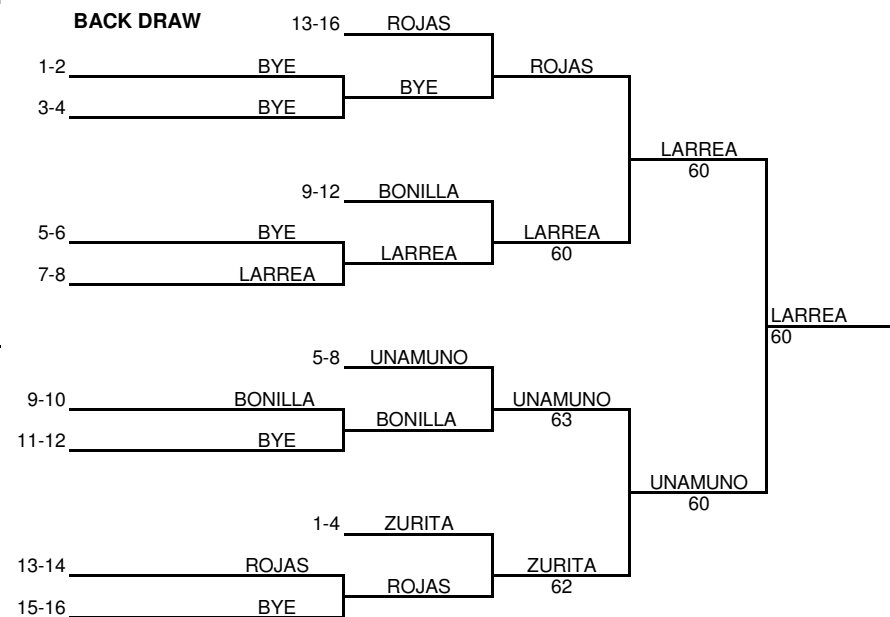 BACK DRAW
13-16 ROJAS
1-2 BYE
ROJAS
BYE
3-4 BYE
LARREA
60
9-12 BONILLA
5-6 BYE
LARREA
60
LARREA
7-8 LARREA
LARREA
60
5-8 UNAMUNO
9-10 BONILLA
UNAMUNO
63
BONILLA
11-12 BYE
UNAMUNO
60
1-4 ZURITA
13-14 ROJAS
ZURITA
62
ROJAS
15-16 BYE